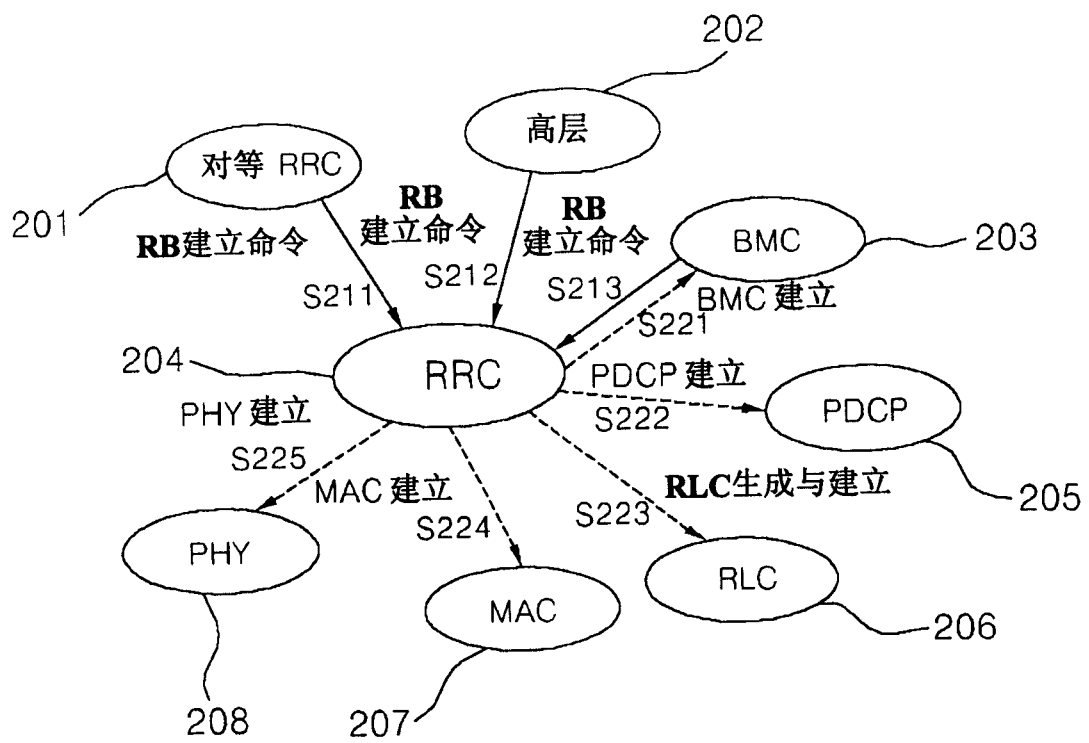 202
高层
对等 RRC
201
RB
建立命令
RB
建立命令
RB建立命令
BMC
203
S211
S212
S213
BMC 建立
S221
204
RRC
PDCP 建立
S222
PDCP
205
PHY 建立
S225
MAC 建立
S224
RLC生成与建立
S223
PHY
MAC
RLC
206
208
207